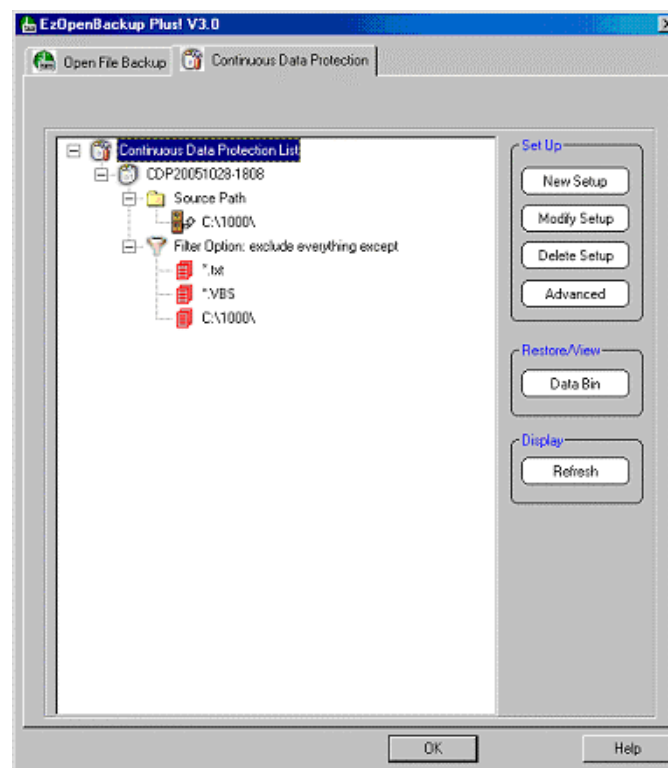 EzOpenBackup Plus! V3.0
Open File Backup
Continuous Data Protection
Continuous Data Protection List
CDP20051028-1808
Source Path
C:\1000\
Filter Option: exclude everything except
*.txt
*.VBS
C:\1000\
Set Up
New Setup
Modify Setup
Delete Setup
Advanced
Restore/View
Data Bin
Display
Refresh
OK
Help